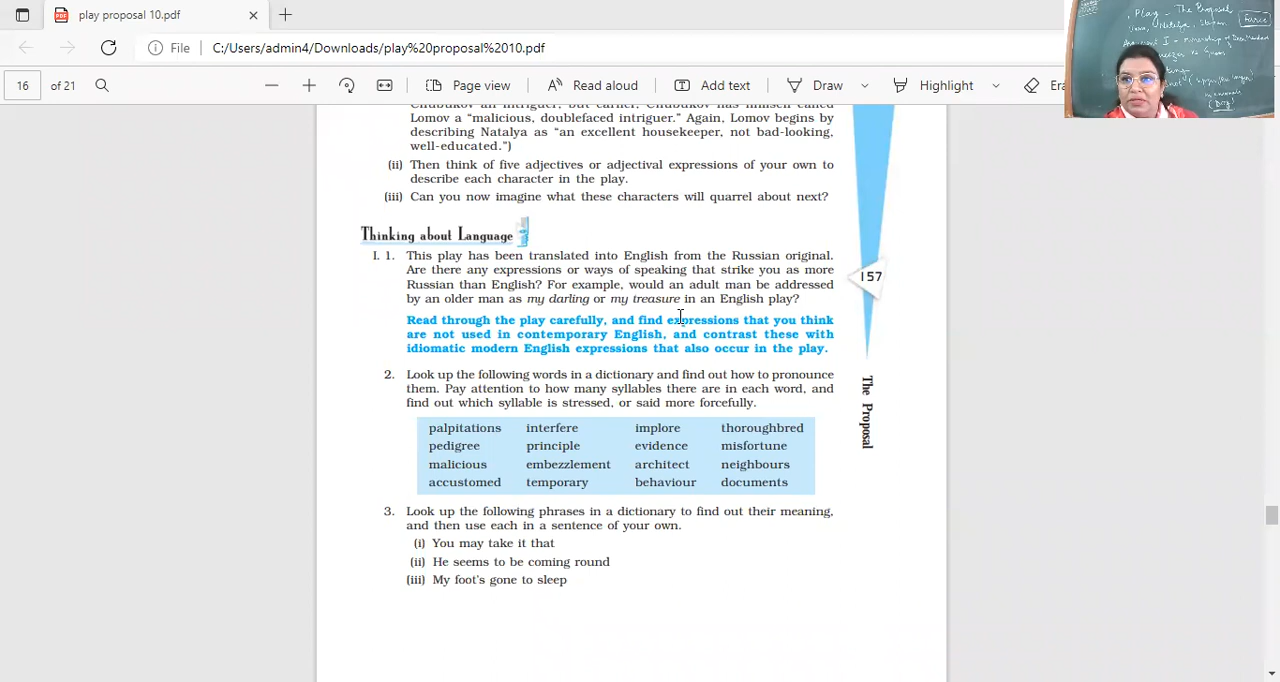 play proposal 10.pdf
File C:/Users/admin4/Downloads/play%20proposal%2010.pdf
16 of 21 Page view Read aloud Add text Draw Highlight
Lomov a “malicious, doublefaced intriguer.” Again, Lomov begins by
describing Natalya as “an excellent housekeeper, not bad-looking,
well-educated.”)
(ii) Then think of five adjectives or adjectival expressions of your own to
describe each character in the play.
(iii) Can you now imagine what these characters will quarrel about next?
Thinking about Language
I. 1. This play has been translated into English from the Russian original.
Are there any expressions or ways of speaking that strike you as more
Russian than English? For example, would an adult man be addressed
by an older man as my darling or my treasure in an English play?
Read through the play carefully, and find expressions that you think
are not used in contemporary English, and contrast these with
idiomatic modern English expressions that also occur in the play.
2. Look up the following words in a dictionary and find out how to pronounce
them. Pay attention to how many syllables there are in each word, and
find out which syllable is stressed, or said more forcefully.
palpitations interfere implore thoroughbred
pedigree principle evidence misfortune
malicious embezzlement architect neighbours
accustomed temporary behaviour documents
3. Look up the following phrases in a dictionary to find out their meaning,
and then use each in a sentence of your own.
(i) You may take it that
(ii) He seems to be coming round
(iii) My foot's gone to sleep
157
The Proposal
Play - The Proposal
Natalya,
Farce
(Dog)